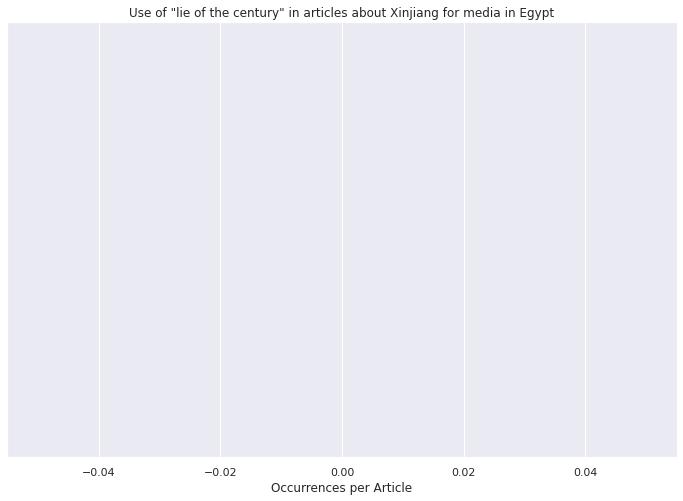 Use of "lie of the century" in articles about Xinjiang for media in Egypt
−0.04 −0.02 0.00 0.02 0.04
Occurrences per Article